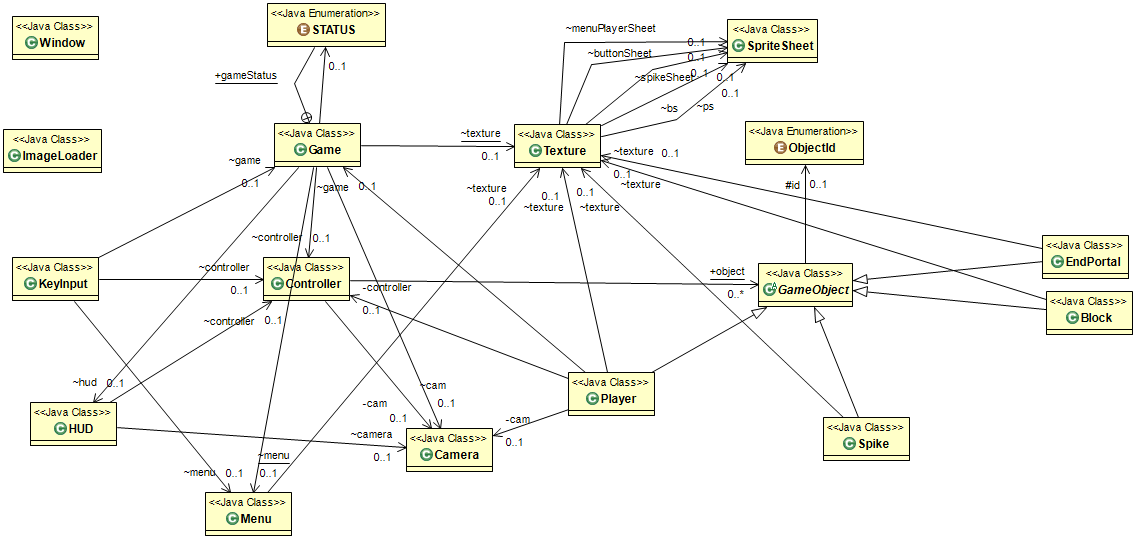 <<Java Class>>
Window
<<Java Enumeration>>
STATUS
0..1
+gameStatus
~menuPlayerSheet
0..1
~buttonSheet
0..1
~spikeSheet
0..1
~bs
0..1
~ps
0..1
<<Java Class>>
SpriteSheet
<<Java Class>>
ImageLoader
<<Java Class>>
Game
~texture
0..1
<<Java Class>>
Texture
<<Java Enumeration>>
ObjectId
~game
0..1
~game
0..1
~texture
0..1
0..1
~texture
0..1
~texture
0..1
~texture
0..1
~texture
#id
0..1
~controller
0..1
<<Java Class>>
KeyInput
~controller
0..1
<<Java Class>>
Controller
-controller
0..1
+object
0..*
<<Java Class>>
GameObject
<<Java Class>>
EndPortal
<<Java Class>>
Block
~controller
0..1
~hud
0..1
~cam
0..1
-cam
0..1
-cam
0..1
<<Java Class>>
Player
<<Java Class>>
HUD
~camera
0..1
<<Java Class>>
Camera
<<Java Class>>
Spike
~menu
0..1
~menu
0..1
<<Java Class>>
Menu